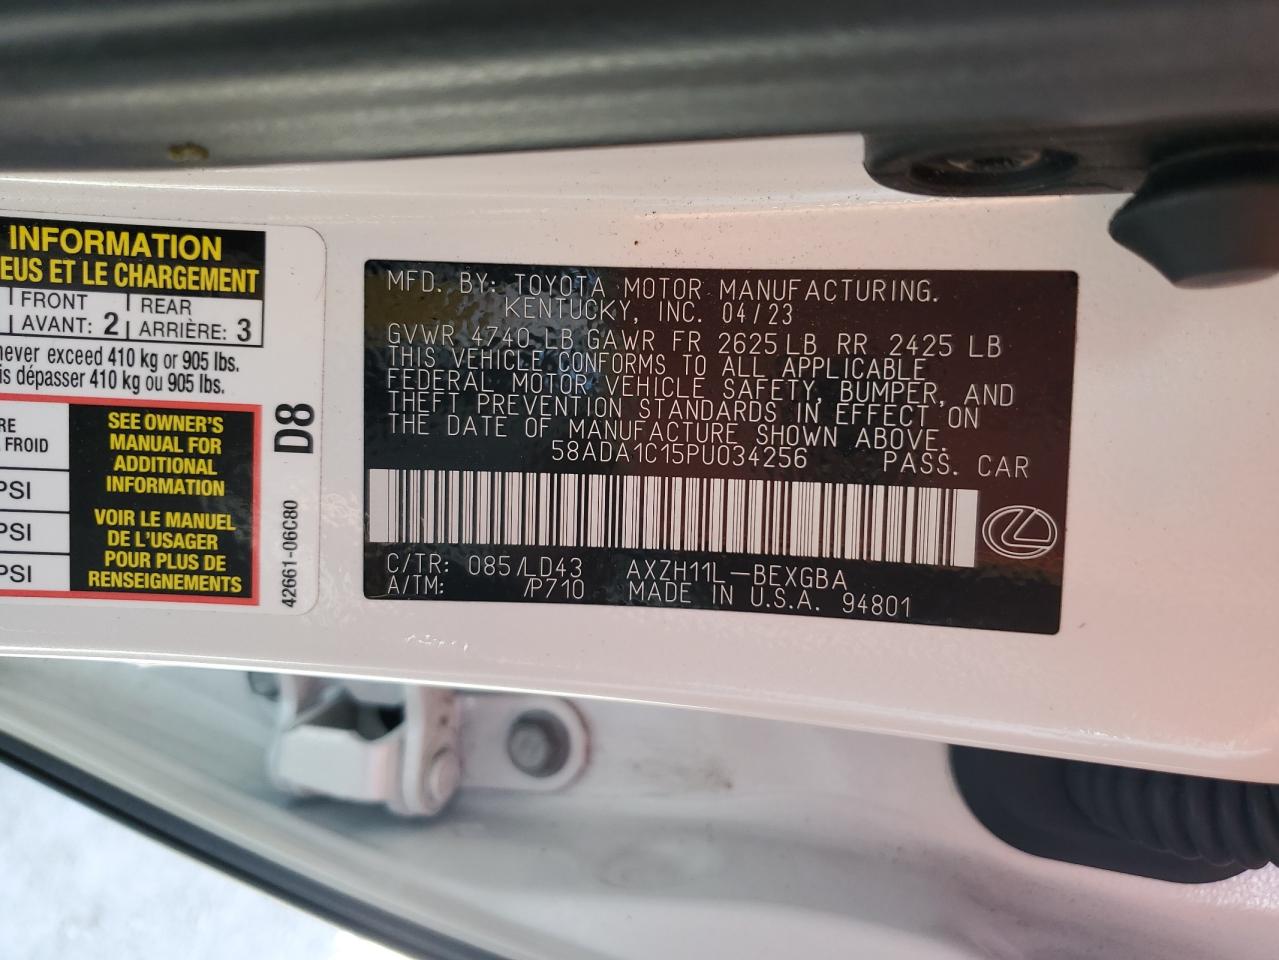 INFORMATION
EUS ET LE CHARGEMENT
FRONT
AVANT: 2
REAR
ARRIÈRE: 3
never exceed 410 kg or 905 lbs.
is dépasser 410 kg ou 905 lbs.
RE
FROID
PSI
PSI
PSI
SEE OWNER'S
MANUAL FOR
ADDITIONAL
INFORMATION
VOIR LE MANUEL
DE L'USAGER
POUR PLUS DE
RENSEIGNEMENTS
D8
42661-06C80
MFD. BY: TOYOTA MOTOR MANUFACTURING.
KENTUCKY, INC. 04/23
GVWR 4740 LB GAWR FR 2625 LB RR 2425 LB
THIS VEHICLE CONFORMS TO ALL APPLICABLE
FEDERAL MOTOR VEHICLE SAFETY, BUMPER, AND
THEFT PREVENTION STANDARDS IN EFFECT ON
THE DATE OF MANUFACTURE SHOWN ABOVE.
58ADA1C15PU034256 PASS. CAR
C/TR: 085/LD43 AXZH11L-BEXGBA
A/TM: /P710 MADE IN U.S.A. 94801